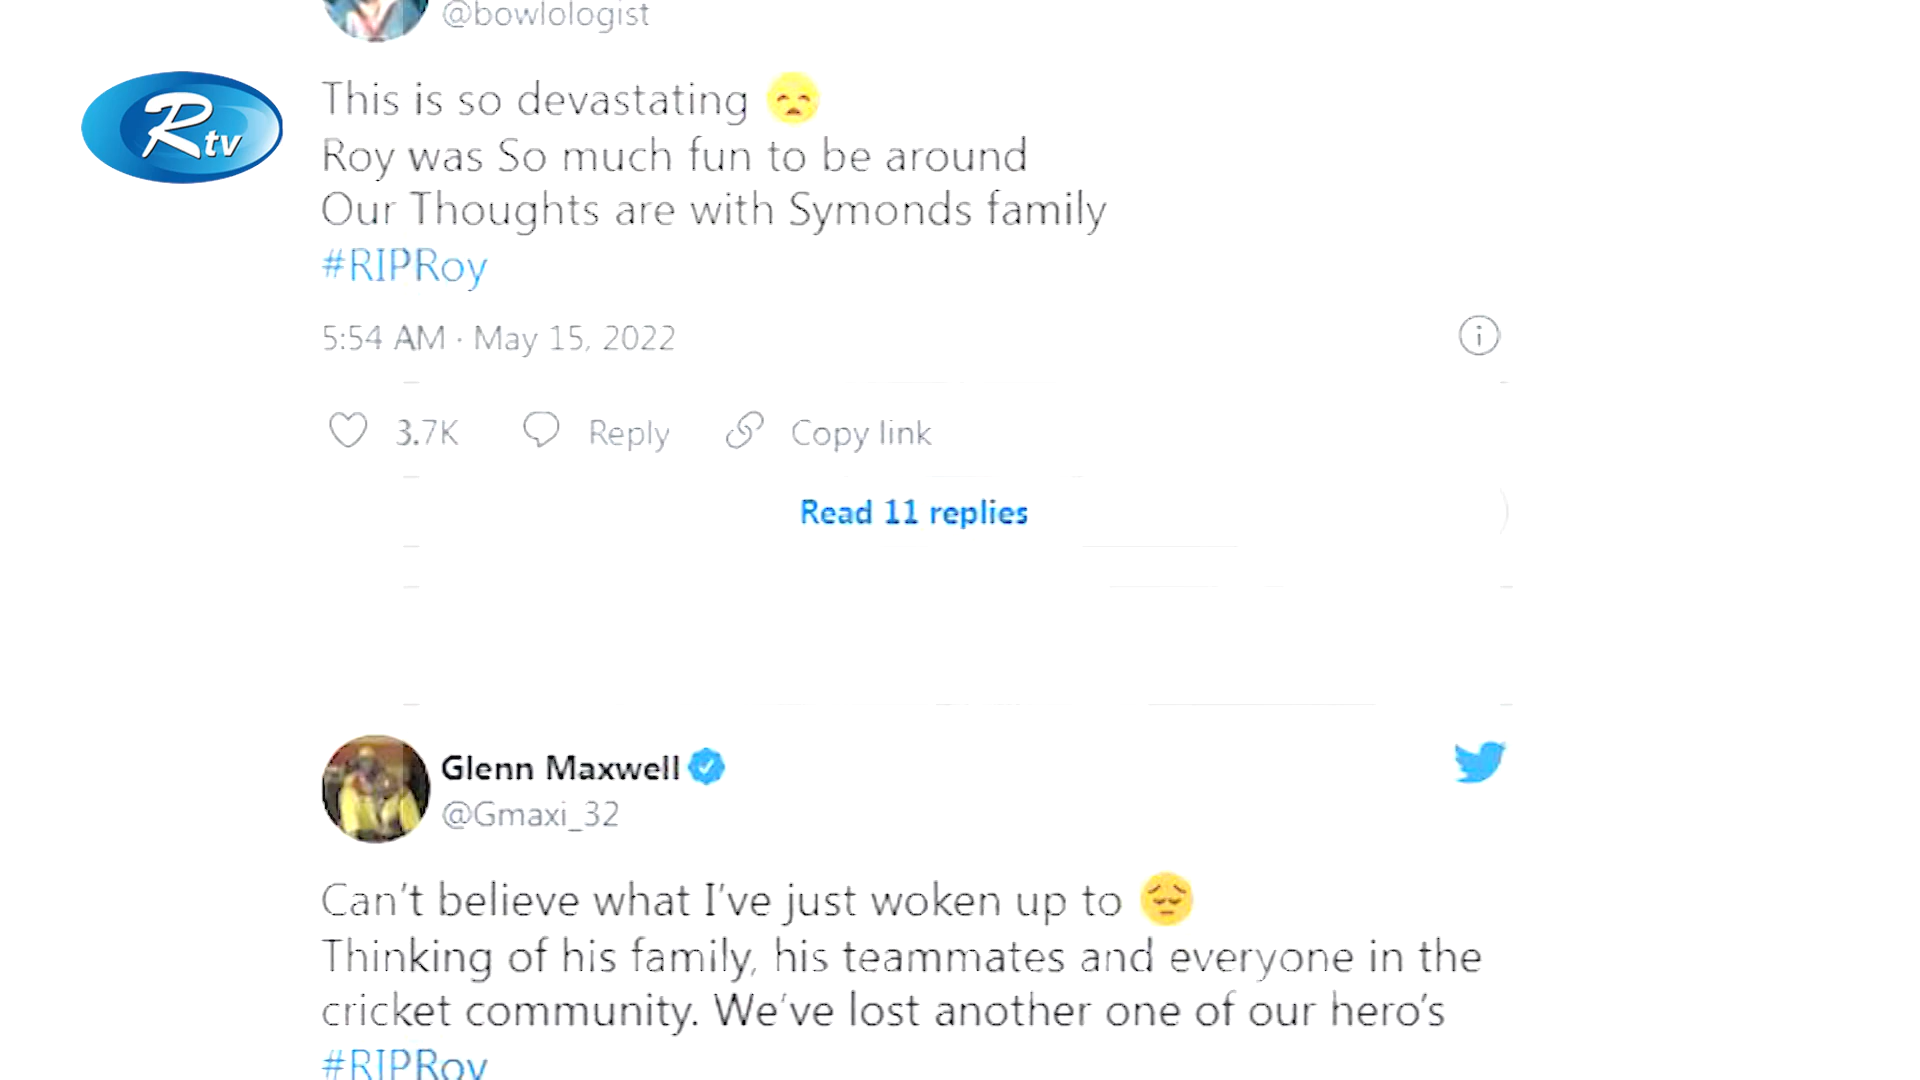 @bowlologist
Rtv
This is so devastating 😞
Roy was So much fun to be around
Our Thoughts are with Symonds family
#RIPRoy
5:54 AM · May 15, 2022
3.7K Reply Copy link
Read 11 replies
Glenn Maxwell
@Gmaxi_32
Can't believe what I've just woken up to 😔
Thinking of his family, his teammates and everyone in the
cricket community. We've lost another one of our hero's
#RIPRoy